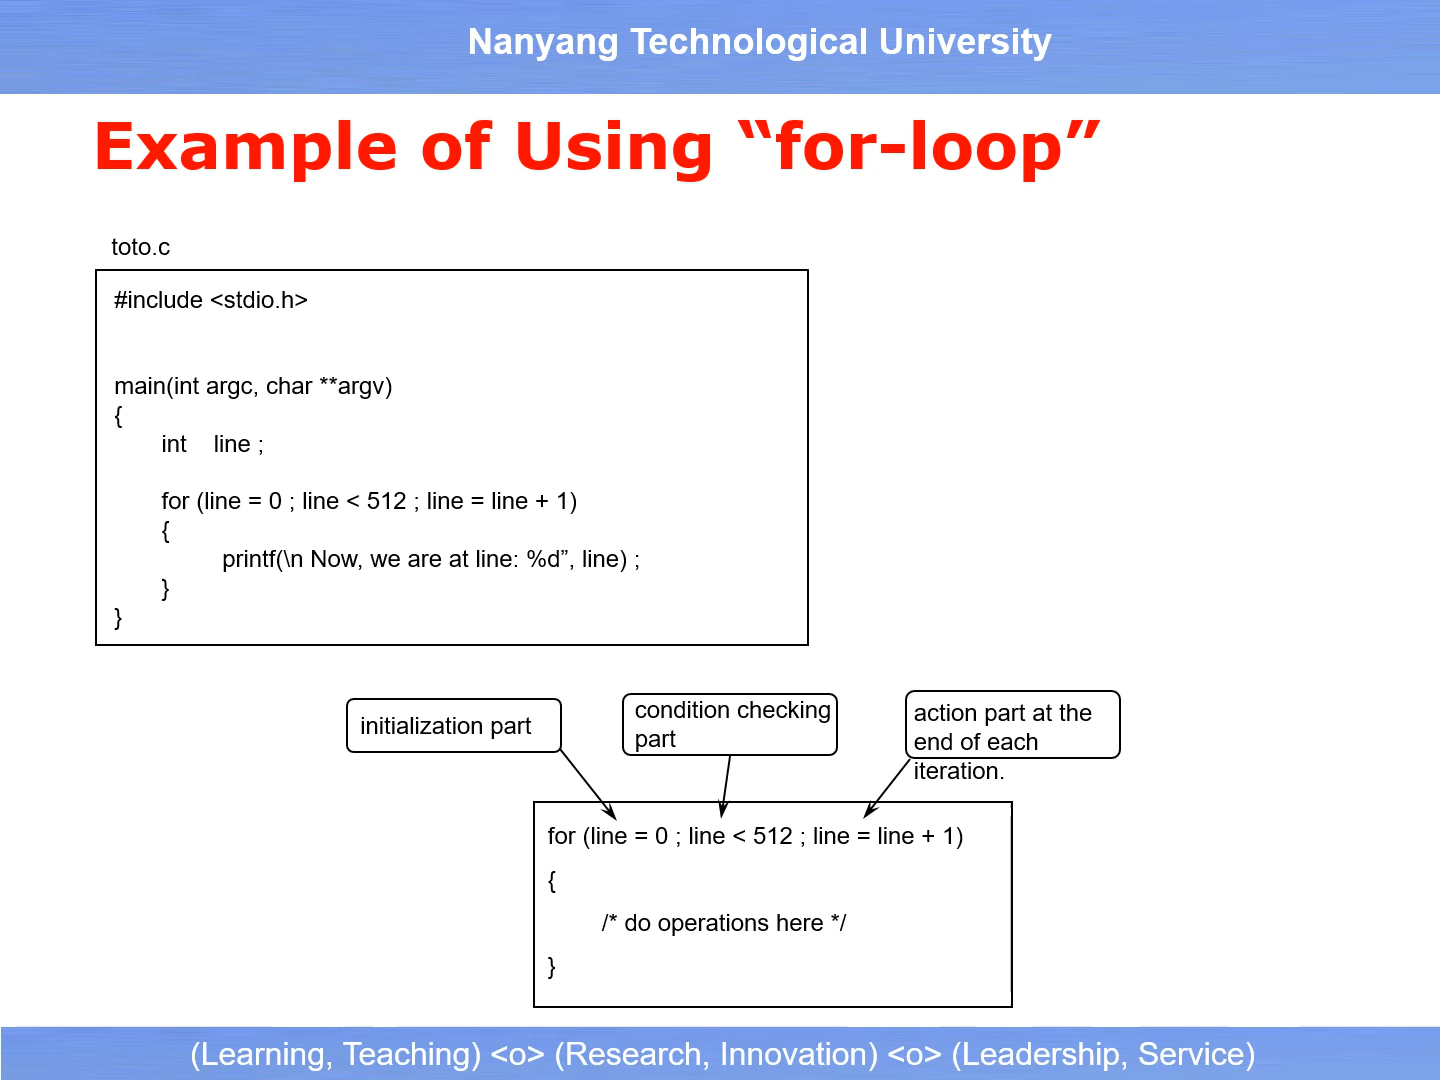 Nanyang Technological University
Example of Using “for-loop”
toto.c
#include <stdio.h>
main(int argc, char **argv)
{
int line ;
for (line = 0 ; line < 512 ; line = line + 1)
{
printf(\n Now, we are at line: %d”, line) ;
}
}
initialization part
condition checking
part
action part at the
end of each
iteration.
for (line = 0 ; line < 512 ; line = line + 1)
{
/* do operations here */
}
(Learning, Teaching) <o> (Research, Innovation) <o> (Leadership, Service)